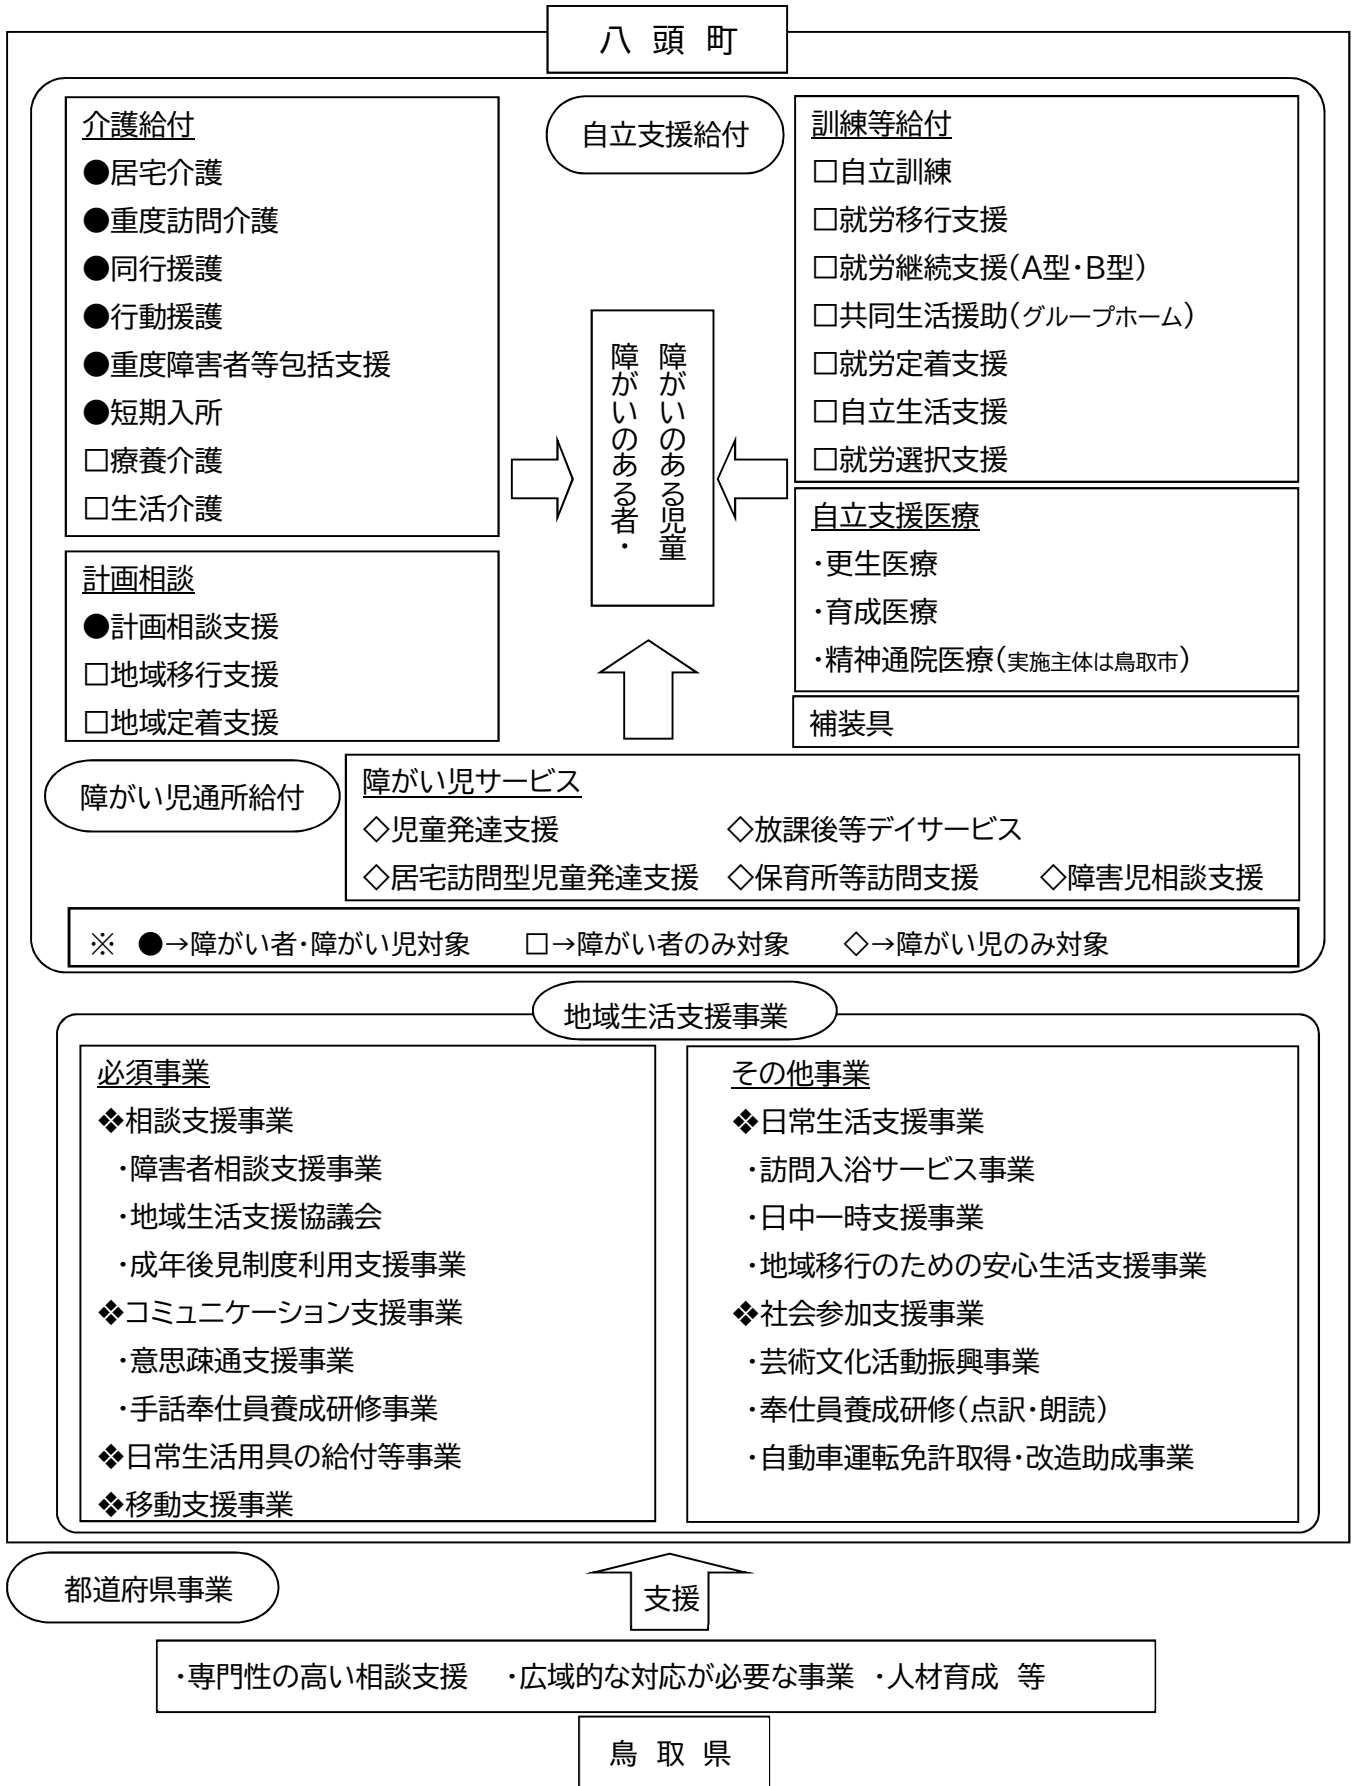 八 頭 町
自立支援給付
介護給付
●居宅介護
●重度訪問介護
●同行援護
●行動援護
●重度障害者等包括支援
●短期入所
□療養介護
□生活介護
計画相談
●計画相談支援
□地域移行支援
□地域定着支援
障がいのある者・
障がいのある児童
訓練等給付
□自立訓練
□就労移行支援
□就労継続支援(A型・B型)
□共同生活援助(グループホーム)
□就労定着支援
□自立生活支援
□就労選択支援
自立支援医療
・更生医療
・育成医療
・精神通院医療(実施主体は鳥取市)
補装具
障がい児通所給付
障がい児サービス
◇児童発達支援 ◇放課後等デイサービス
◇居宅訪問型児童発達支援 ◇保育所等訪問支援 ◇障害児相談支援
※ ●→障がい者・障がい児対象 □→障がい者のみ対象 ◇→障がい児のみ対象
地域生活支援事業
必須事業
❖相談支援事業
・障害者相談支援事業
・地域生活支援協議会
・成年後見制度利用支援事業
❖コミュニケーション支援事業
・意思疎通支援事業
・手話奉仕員養成研修事業
❖日常生活用具の給付等事業
❖移動支援事業
その他事業
❖日常生活支援事業
・訪問入浴サービス事業
・日中一時支援事業
・地域移行のための安心生活支援事業
❖社会参加支援事業
・芸術文化活動振興事業
・奉仕員養成研修(点訳・朗読)
・自動車運転免許取得・改造助成事業
都道府県事業
支援
・専門性の高い相談支援 ・広域的な対応が必要な事業 ・人材育成 等
鳥 取 県